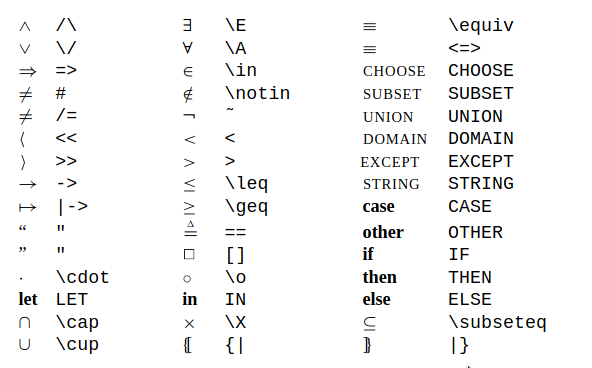 ∧ /\ ∃ \E ≡ \equiv
∨ \/ ∀ \A ≡ <=>
⇒ => ∈ \in CHOOSE CHOOSE
≠ # ∉ \notin SUBSET SUBSET
≠ /= ¬ ˜ UNION UNION
⟨ << < < DOMAIN DOMAIN
⟩ >> > > EXCEPT EXCEPT
→ -> ≤ \leq STRING STRING
↦ |-> ≥ \geq case CASE
“ " ≜ == other OTHER
” " □ [] if IF
· \cdot ○ \o then THEN
let LET in IN else ELSE
∩ \cap × \X ⊆ \subseteq
∪ \cup ⦃ {| ⦄ |}